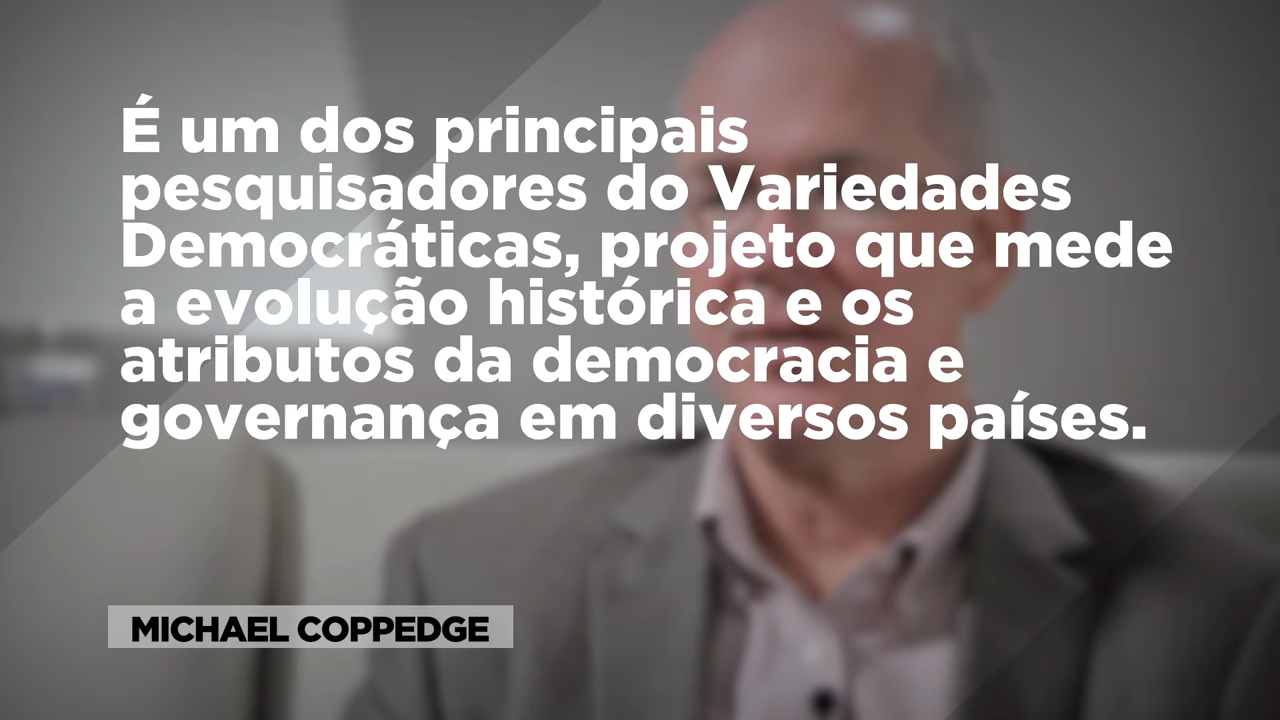 É um dos principais
pesquisadores do Variedades
Democráticas, projeto que mede
a evolução histórica e os
atributos da democracia e
governança em diversos países.
MICHAEL COPPEDGE